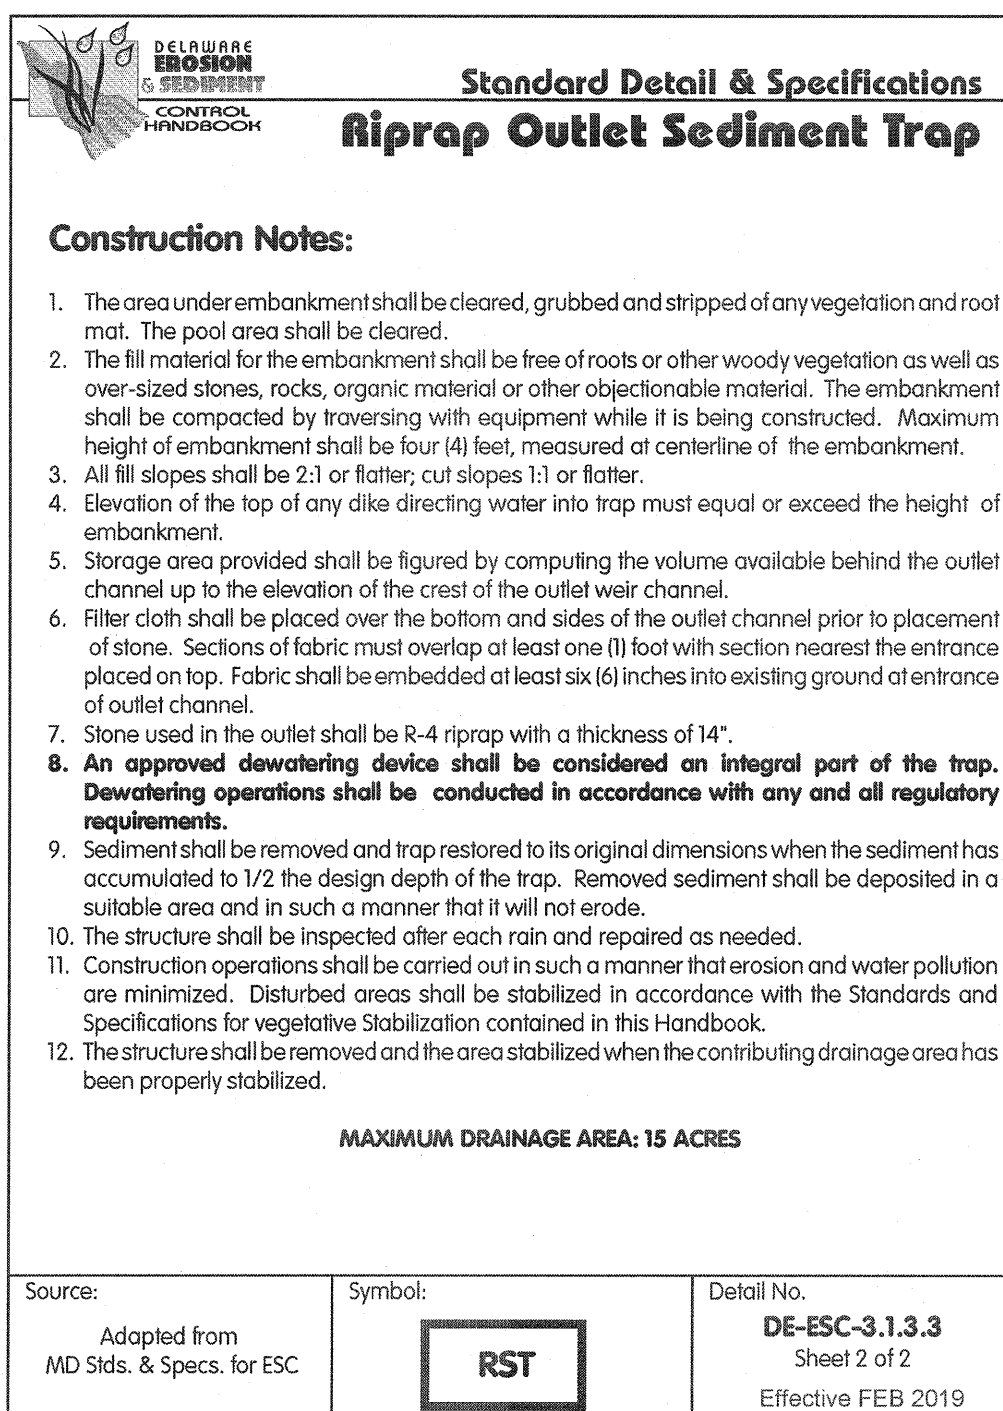 DELAWARE
EROSION
& SEDIMENT
CONTROL
HANDBOOK
Standard Detail & Specifications
Riprap Outlet Sediment Trap
Construction Notes:
1. The area under embankment shall be cleared, grubbed and stripped of any vegetation and root
mat. The pool area shall be cleared.
2. The fill material for the embankment shall be free of roots or other woody vegetation as well as
over-sized stones, rocks, organic material or other objectionable material. The embankment
shall be compacted by traversing with equipment while it is being constructed. Maximum
height of embankment shall be four (4) feet, measured at centerline of the embankment.
3. All fill slopes shall be 2:1 or flatter; cut slopes 1:1 or flatter.
4. Elevation of the top of any dike directing water into trap must equal or exceed the height of
embankment.
5. Storage area provided shall be figured by computing the volume available behind the outlet
channel up to the elevation of the crest of the outlet weir channel.
6. Filter cloth shall be placed over the bottom and sides of the outlet channel prior to placement
of stone. Sections of fabric must overlap at least one (1) foot with section nearest the entrance
placed on top. Fabric shall be embedded at least six (6) inches into existing ground at entrance
of outlet channel.
7. Stone used in the outlet shall be R-4 riprap with a thickness of 14".
8. An approved dewatering device shall be considered an integral part of the trap.
Dewatering operations shall be conducted in accordance with any and all regulatory
requirements.
9. Sediment shall be removed and trap restored to its original dimensions when the sediment has
accumulated to 1/2 the design depth of the trap. Removed sediment shall be deposited in a
suitable area and in such a manner that it will not erode.
10. The structure shall be inspected after each rain and repaired as needed.
11. Construction operations shall be carried out in such a manner that erosion and water pollution
are minimized. Disturbed areas shall be stabilized in accordance with the Standards and
Specifications for vegetative Stabilization contained in this Handbook.
12. The structure shall be removed and the area stabilized when the contributing drainage area has
been properly stabilized.
MAXIMUM DRAINAGE AREA: 15 ACRES
Source:
Adapted from
MD Stds. & Specs. for ESC
Symbol:
RST
Detail No.
DE-ESC-3.1.3.3
Sheet 2 of 2
Effective FEB 2019